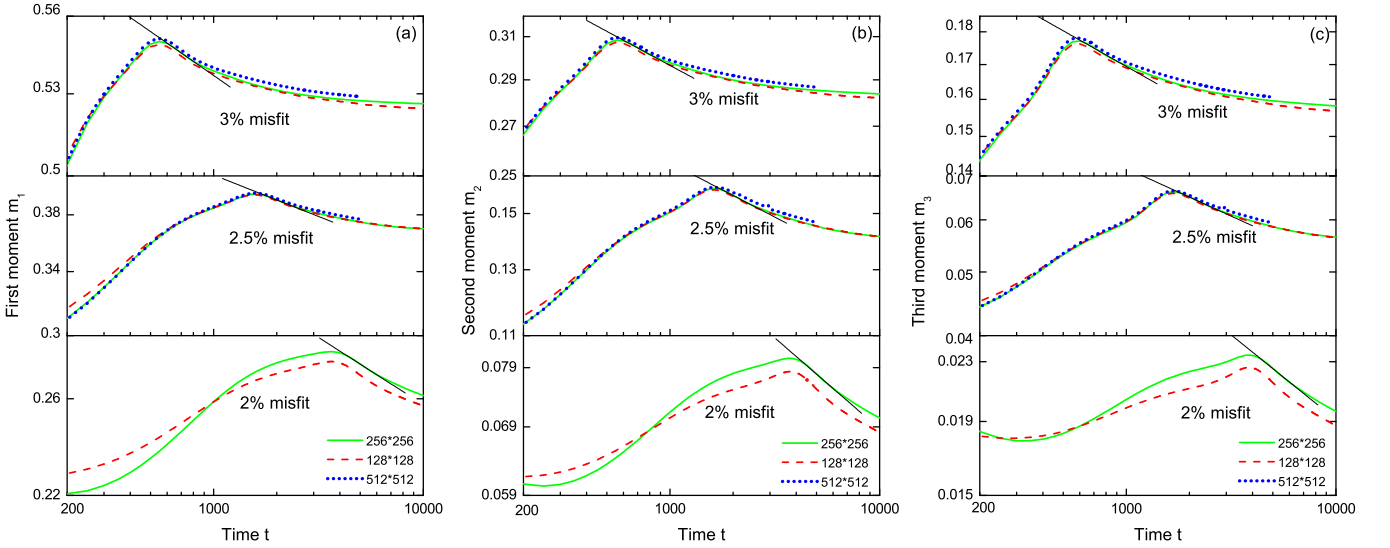 First moment m1
0.56
0.53
0.5
0.38
0.34
0.3
0.26
0.22
(a)
3% misfit
2.5% misfit
2% misfit
256*256
128*128
512*512
200
1000
10000
Time t
Second moment m2
0.31
0.29
0.27
0.25
0.15
0.13
0.11
0.079
0.069
0.059
(b)
3% misfit
2.5% misfit
2% misfit
256*256
128*128
512*512
200
1000
10000
Time t
Third moment m3
0.18
0.17
0.16
0.15
0.14
0.07
0.06
0.05
0.04
0.023
0.019
0.015
(c)
3% misfit
2.5% misfit
2% misfit
256*256
128*128
512*512
200
1000
10000
Time t